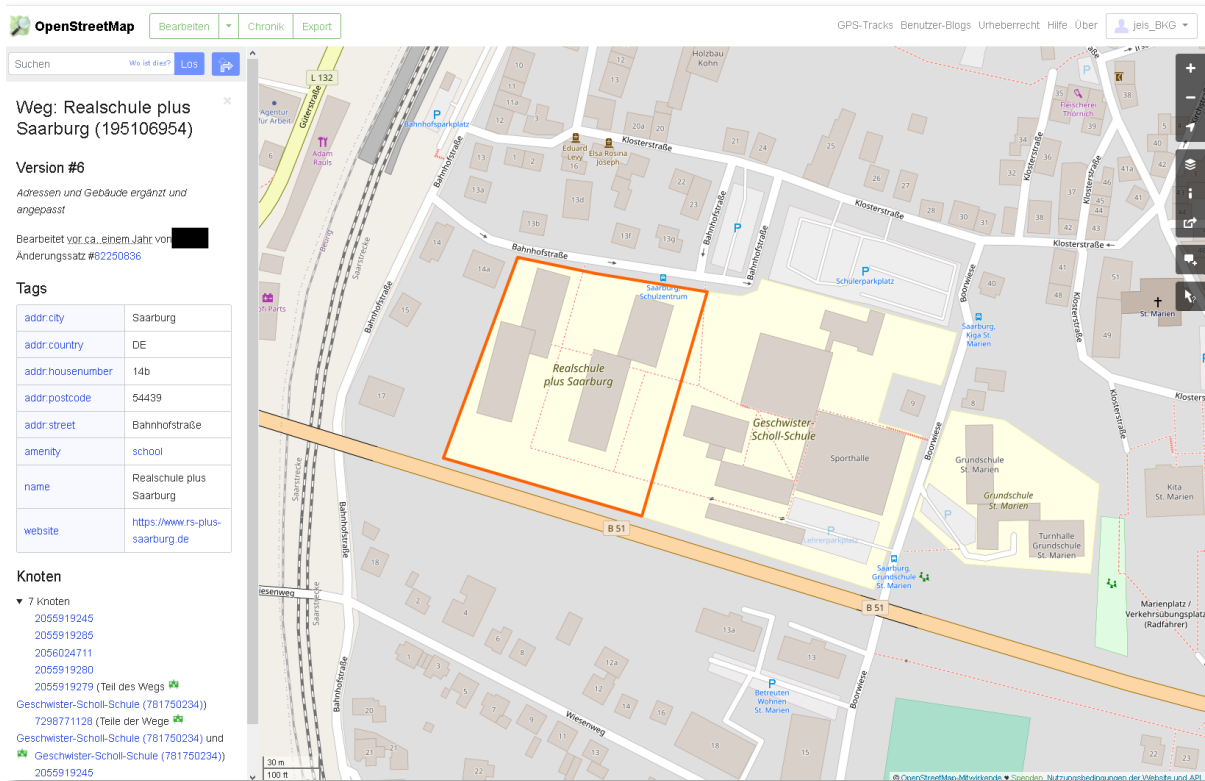 OpenStreetMap
Bearbeiten
Chronik
Export
GPS-Tracks Benutzer-Blogs Urheberrecht Hilfe Über
jeis_BKG
Suchen
Wo ist dies?
Los
Weg: Realschule plus
Saarburg (195106954)
×
Version #6
Adressen und Gebäude ergänzt und
angepasst
Bearbeitet vor ca. einem Jahr von
Änderungssatz #82250836
Tags
addr:city Saarburg
addr:country DE
addr:housenumber 14b
addr:postcode 54439
addr:street Bahnhofstraße
amenity school
name Realschule plus
Saarburg
website https://www.rs-plus-
saarburg.de
Knoten
7 Knoten
2055919245
2055919285
2056024711
2055919280
2055919279 (Teil des Wegs
Geschwister-Scholl-Schule (781750234))
7298771128 (Teile der Wege
Geschwister-Scholl-Schule (781750234) und
Geschwister-Scholl-Schule (781750234))
2055919245
L 132
Güterstraße
Agentur
für Arbeit
Adam
Rauls
Beurig
Saarstrecke
Bahnhofstraße
P
Bahnhofsparkplatz
Holzbau
Kohn
Eduard
Levy
Elsa Rosina
Joseph
Klosterstraße
Fleischerei
Thörnich
Klosterstraße
Klosterstraße
Klosterstraße
Klosterstraße
Bahnhofstraße
Bahnhofstraße
Bahnhofstraße
P
P
Schülerparkplatz
Saarburg,
Schulzentrum
Boorwiese
Saarburg,
Kiga St.
Marien
St. Marien
Realschule
plus Saarburg
Geschwister-
Scholl-Schule
Sporthalle
Boorwiese
Grundschule
St. Marien
Grundschule
St. Marien
Kita
St. Marien
Turnhalle
Grundschule
St. Marien
P
Lehrerparkplatz
P
B 51
B 51
Saarburg,
Grundschule
St. Marien
Marienplatz /
Verkehrsübungsplatz
(Radfahrer)
Bahnhofstraße
Saarstrecke
Wiesenweg
Wiesenweg
P
Betreuten
Wohnen
St. Marien
Boorwiese
30 m
100 ft
© OpenStreetMap-Mitwirkende ♥ Spenden. Nutzungsbedingungen der Website und API